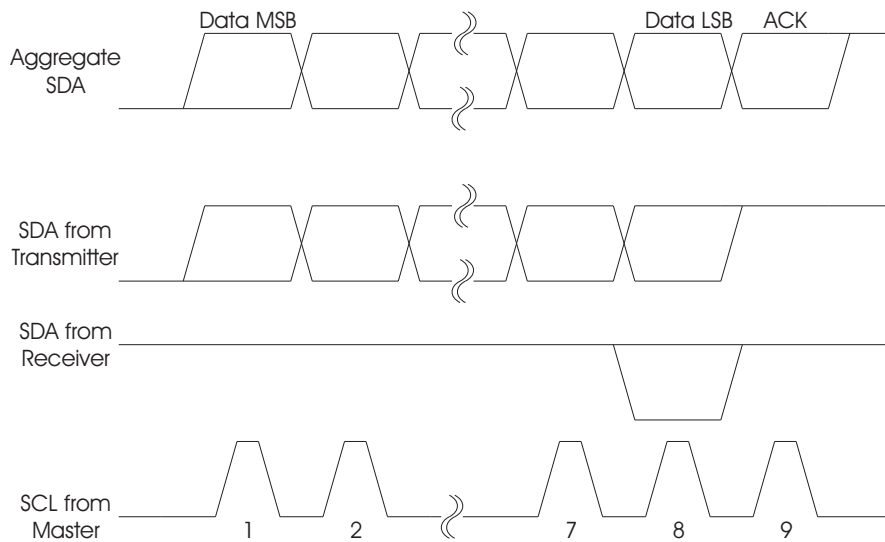 Data MSB
Data LSB
ACK
Aggregate
SDA
SDA from
Transmitter
SDA from
Receiver
SCL from
Master
1
2
7
8
9